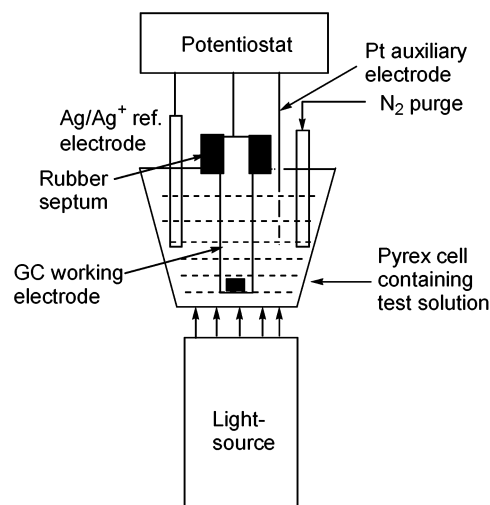 Potentiostat
Pt auxiliary
electrode
N₂ purge
Ag/Ag⁺ ref.
electrode
Rubber
septum
GC working
electrode
Pyrex cell
containing
test solution
Light-
source